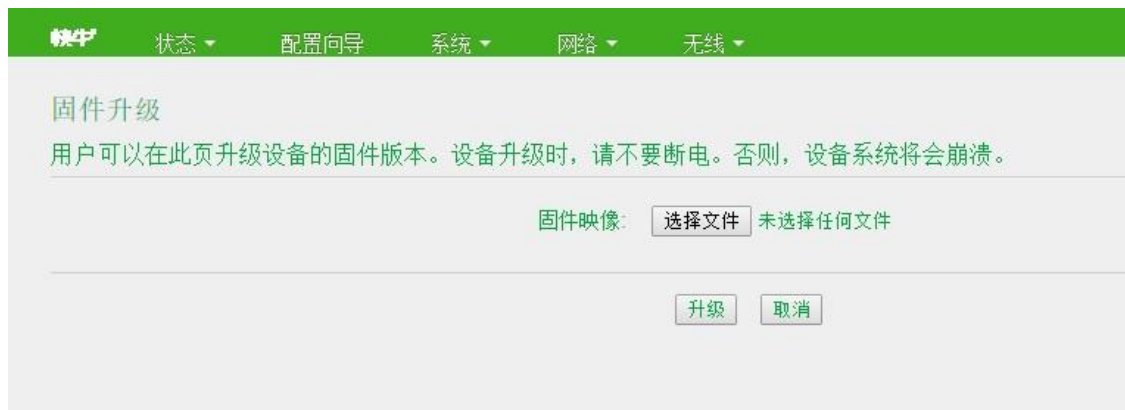 快牛 状态 配置向导 系统 网络 无线
固件升级
用户可以在此页升级设备的固件版本。设备升级时，请不要断电。否则，设备系统将会崩溃。
固件映像: 选择文件 未选择任何文件
升级 取消